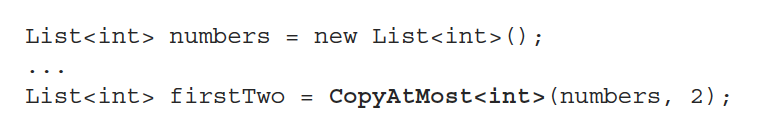 List<int> numbers = new List<int>();
...
List<int> firstTwo = CopyAtMost<int>(numbers, 2);